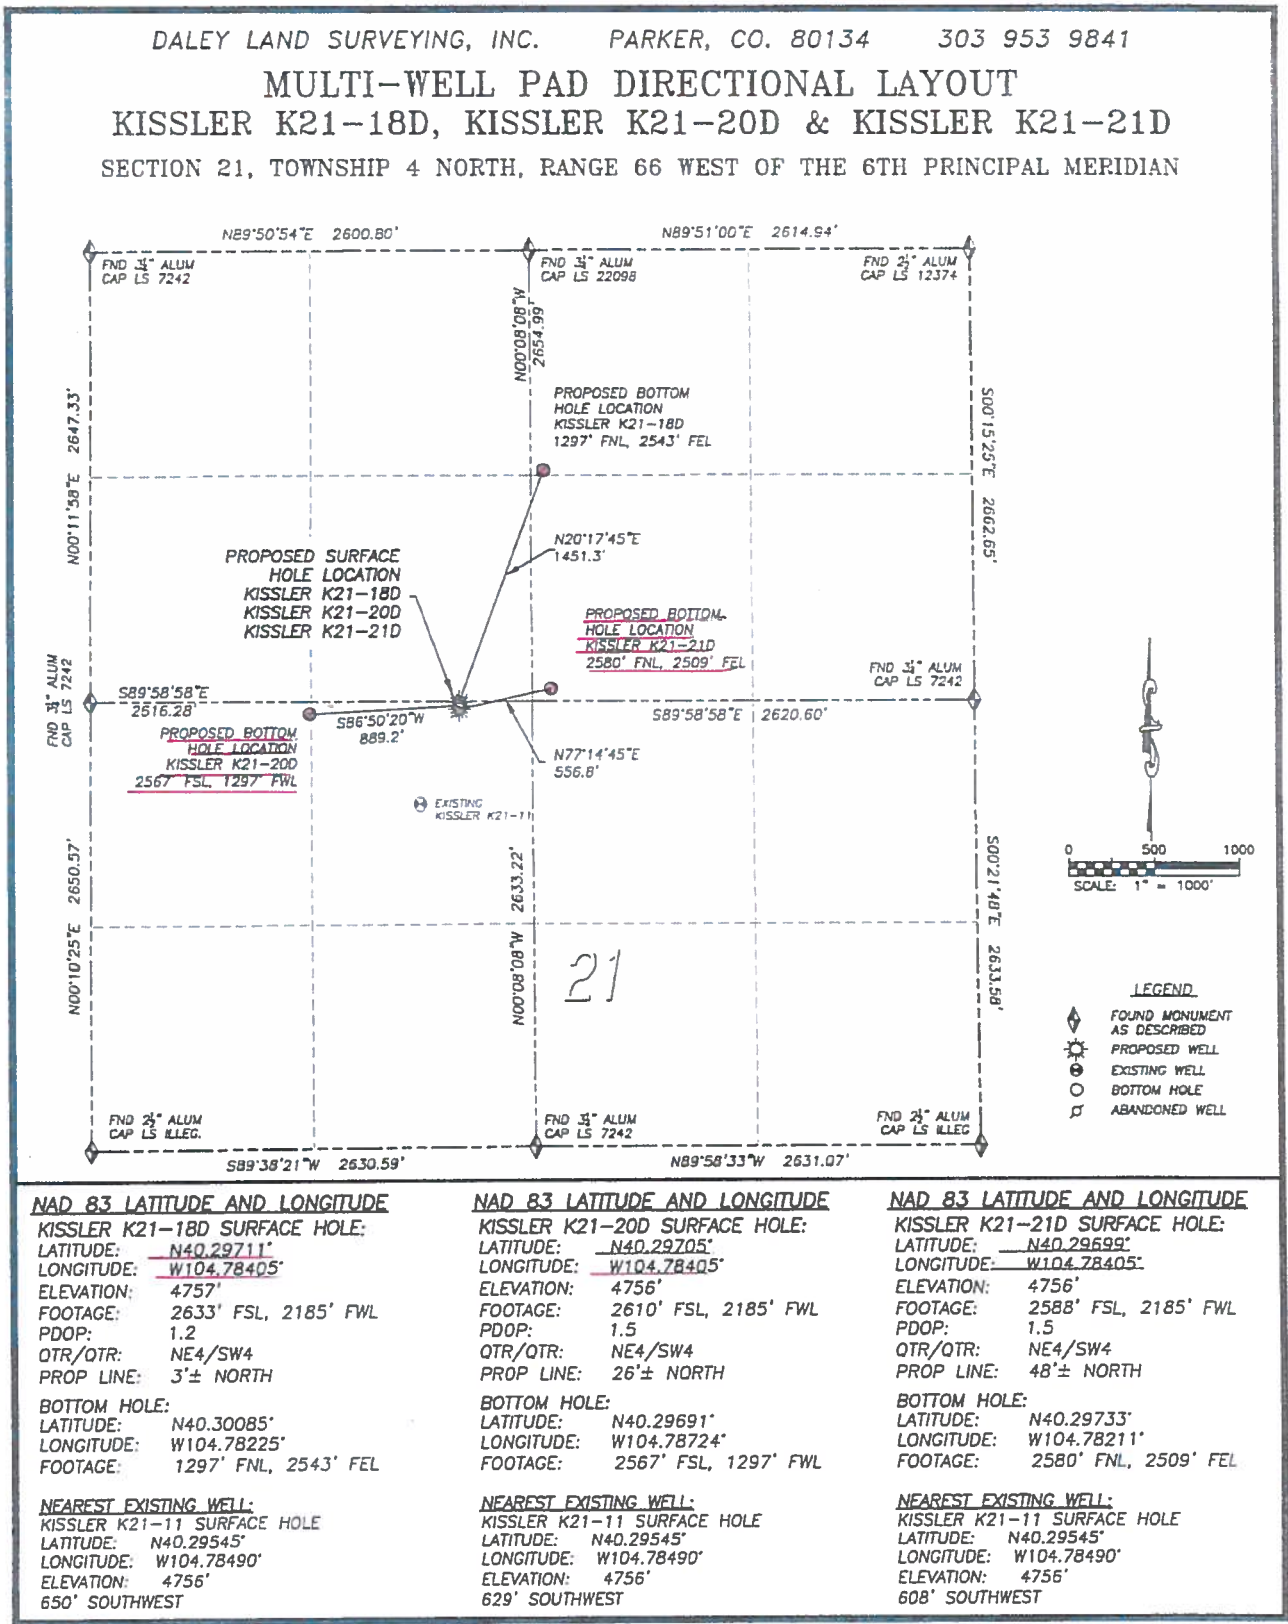 DALEY LAND SURVEYING, INC. PARKER, CO. 80134 303 953 9841
MULTI-WELL PAD DIRECTIONAL LAYOUT
KISSLER K21-18D, KISSLER K21-20D & KISSLER K21-21D
SECTION 21, TOWNSHIP 4 NORTH, RANGE 66 WEST OF THE 6TH PRINCIPAL MERIDIAN
N89°50'54"E 2600.80'
N89°51'00"E 2614.94'
FND 3¼" ALUM
CAP LS 7242
FND 3¼" ALUM
CAP LS 22098
FND 2½" ALUM
CAP LS 12374
N00°08'08"W
2654.99'
N00°11'58"E 2647.33'
S00°15'25"E 2662.65'
PROPOSED BOTTOM
HOLE LOCATION
KISSLER K21-18D
1297' FNL, 2543' FEL
N20°17'45"E
1451.3'
PROPOSED SURFACE
HOLE LOCATION
KISSLER K21-18D
KISSLER K21-20D
KISSLER K21-21D
PROPOSED BOTTOM
HOLE LOCATION
KISSLER K21-21D
2580' FNL, 2509' FEL
FND 3¼" ALUM
CAP LS 7242
FND 3¼" ALUM
CAP LS 7242
S89°58'58"E
2516.28'
S86°50'20"W
889.2'
S89°58'58"E 2620.60'
PROPOSED BOTTOM
HOLE LOCATION
KISSLER K21-20D
2567' FSL, 1297' FWL
N77°14'45"E
556.8'
EXISTING
KISSLER K21-11
0 500 1000
SCALE: 1" = 1000'
N00°10'25"E 2650.57'
N00°08'08"W 2633.22'
S00°21'48"E 2633.58'
21
LEGEND
FOUND MONUMENT
AS DESCRIBED
PROPOSED WELL
EXISTING WELL
BOTTOM HOLE
ABANDONED WELL
FND 2½" ALUM
CAP LS ILLEG.
FND 3¼" ALUM
CAP LS 7242
FND 2½" ALUM
CAP LS ILLEG
S89°38'21"W 2630.59'
N89°58'33"W 2631.07'
NAD 83 LATITUDE AND LONGITUDE
KISSLER K21-18D SURFACE HOLE:
LATITUDE: N40.29711°
LONGITUDE: W104.78405°
ELEVATION: 4757'
FOOTAGE: 2633' FSL, 2185' FWL
PDOP: 1.2
QTR/QTR: NE4/SW4
PROP LINE: 3'± NORTH
BOTTOM HOLE:
LATITUDE: N40.30085°
LONGITUDE: W104.78225°
FOOTAGE: 1297' FNL, 2543' FEL
NEAREST EXISTING WELL:
KISSLER K21-11 SURFACE HOLE
LATITUDE: N40.29545°
LONGITUDE: W104.78490°
ELEVATION: 4756'
650' SOUTHWEST
NAD 83 LATITUDE AND LONGITUDE
KISSLER K21-20D SURFACE HOLE:
LATITUDE: N40.29705°
LONGITUDE: W104.78405°
ELEVATION: 4756'
FOOTAGE: 2610' FSL, 2185' FWL
PDOP: 1.5
QTR/QTR: NE4/SW4
PROP LINE: 26'± NORTH
BOTTOM HOLE:
LATITUDE: N40.29691°
LONGITUDE: W104.78724°
FOOTAGE: 2567' FSL, 1297' FWL
NEAREST EXISTING WELL:
KISSLER K21-11 SURFACE HOLE
LATITUDE: N40.29545°
LONGITUDE: W104.78490°
ELEVATION: 4756'
629' SOUTHWEST
NAD 83 LATITUDE AND LONGITUDE
KISSLER K21-21D SURFACE HOLE:
LATITUDE: N40.29699°
LONGITUDE: W104.78405°
ELEVATION: 4756'
FOOTAGE: 2588' FSL, 2185' FWL
PDOP: 1.5
QTR/QTR: NE4/SW4
PROP LINE: 48'± NORTH
BOTTOM HOLE:
LATITUDE: N40.29733°
LONGITUDE: W104.78211°
FOOTAGE: 2580' FNL, 2509' FEL
NEAREST EXISTING WELL:
KISSLER K21-11 SURFACE HOLE
LATITUDE: N40.29545°
LONGITUDE: W104.78490°
ELEVATION: 4756'
608' SOUTHWEST